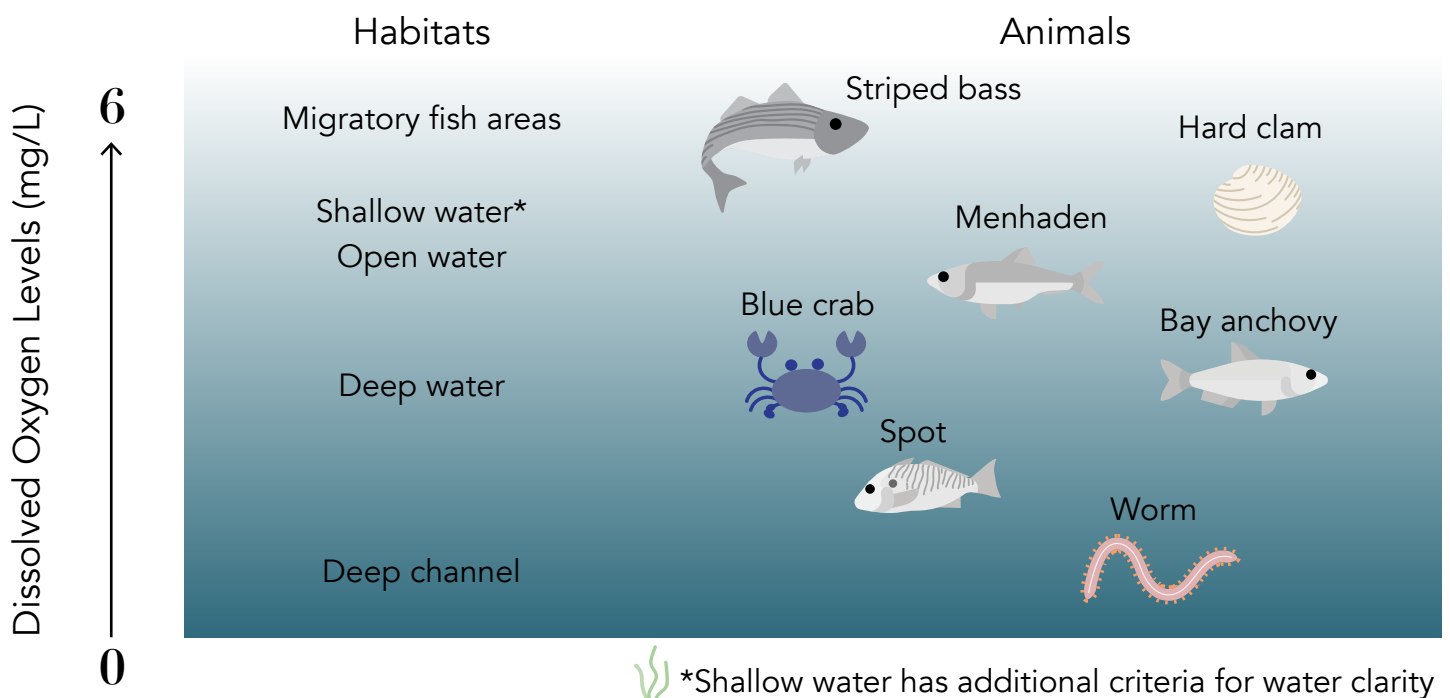 Habitats
Animals
Dissolved Oxygen Levels (mg/L)
6
0
Migratory fish areas
Shallow water*
Open water
Deep water
Deep channel
Striped bass
Hard clam
Menhaden
Blue crab
Bay anchovy
Spot
Worm
*Shallow water has additional criteria for water clarity